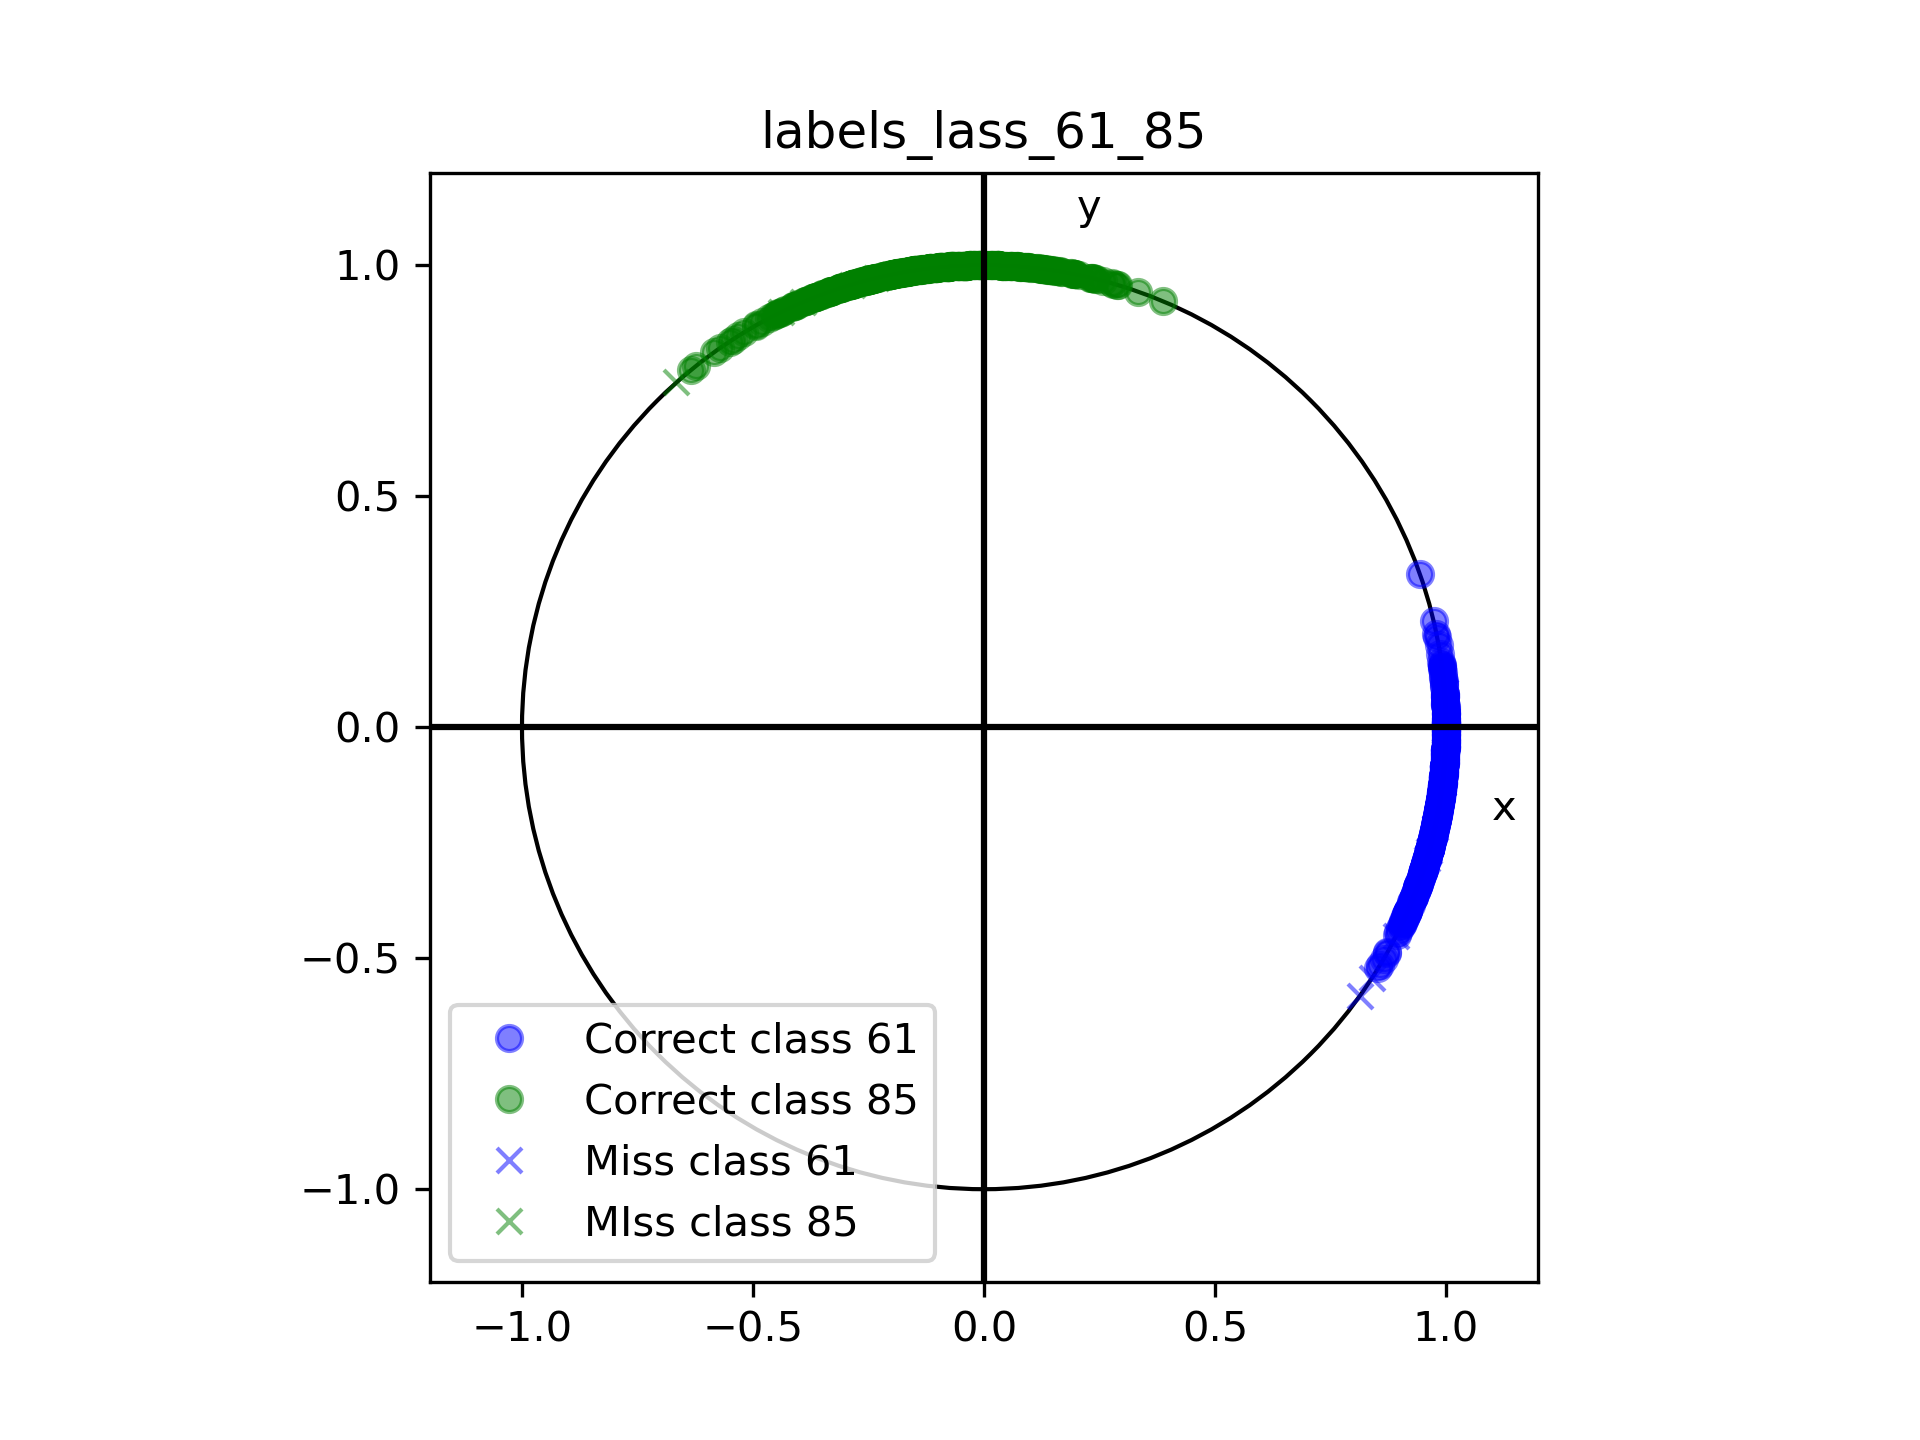 labels_lass_61_85
y
1.0
0.5
0.0
x
−0.5
−1.0
Correct class 61
Correct class 85
Miss class 61
MIss class 85
−1.0 −0.5 0.0 0.5 1.0